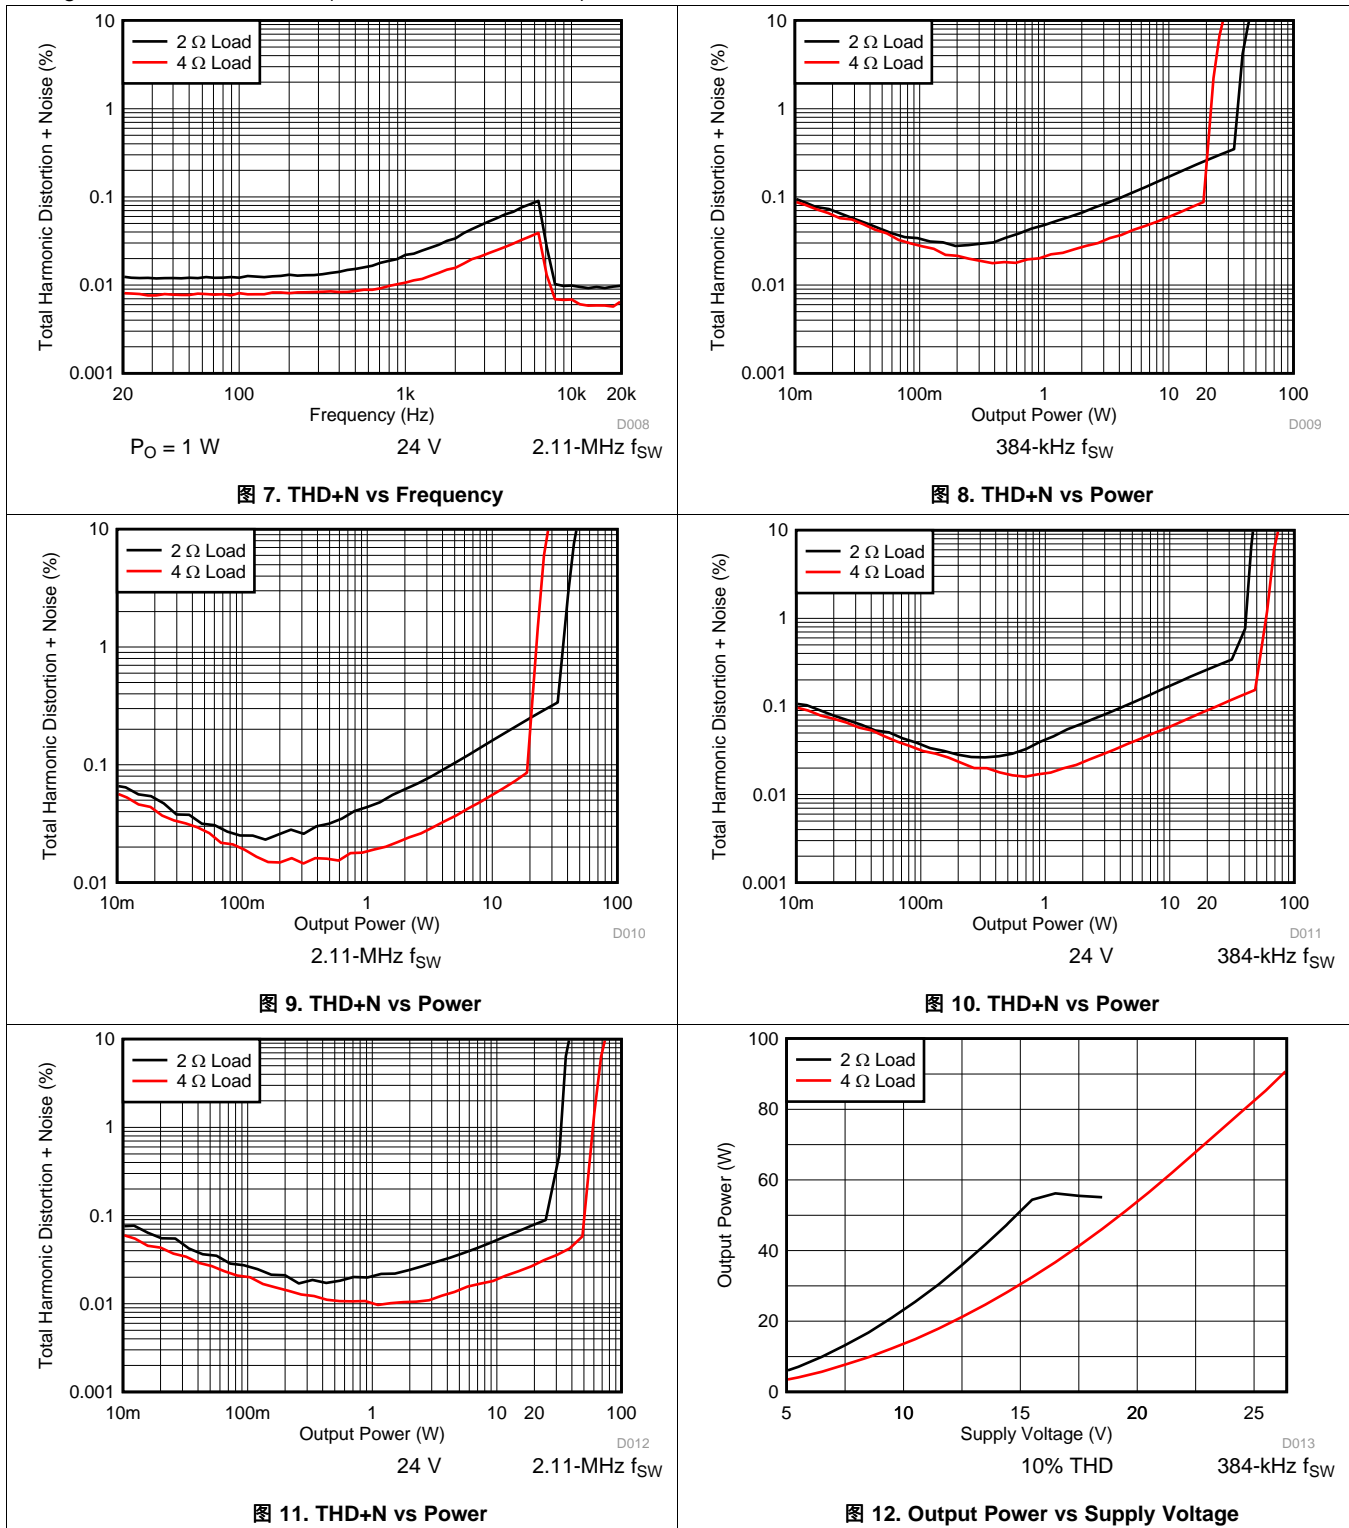 10
1
0.1
0.01
0.001
Total Harmonic Distortion + Noise (%)
2 Ω Load
4 Ω Load
20 100 1k 10k 20k
Frequency (Hz)
D008
P_O = 1 W 24 V 2.11-MHz f_SW
图 7. THD+N vs Frequency
10
1
0.1
0.01
0.001
Total Harmonic Distortion + Noise (%)
2 Ω Load
4 Ω Load
10m 100m 1 10 20 100
Output Power (W)
D009
384-kHz f_SW
图 8. THD+N vs Power
10
1
0.1
0.01
Total Harmonic Distortion + Noise (%)
2 Ω Load
4 Ω Load
10m 100m 1 10 100
Output Power (W)
D010
2.11-MHz f_SW
图 9. THD+N vs Power
10
1
0.1
0.01
0.001
Total Harmonic Distortion + Noise (%)
2 Ω Load
4 Ω Load
10m 100m 1 10 20 100
Output Power (W)
D011
24 V 384-kHz f_SW
图 10. THD+N vs Power
10
1
0.1
0.01
0.001
Total Harmonic Distortion + Noise (%)
2 Ω Load
4 Ω Load
10m 100m 1 10 20 100
Output Power (W)
D012
24 V 2.11-MHz f_SW
图 11. THD+N vs Power
100
80
60
40
20
0
Output Power (W)
2 Ω Load
4 Ω Load
5 10 15 20 25
Supply Voltage (V)
D013
10% THD 384-kHz f_SW
图 12. Output Power vs Supply Voltage